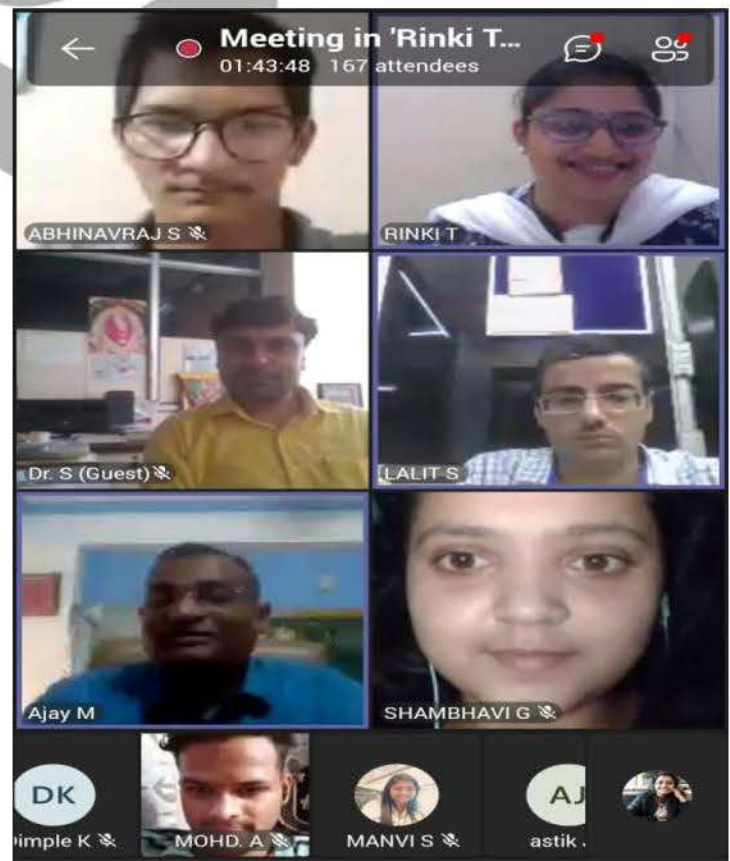 Meeting in 'Rinki T...
01:43:48 167 attendees
ABHINAVRAJ S
RINKI T
Dr. S (Guest)
LALIT S
Ajay M
SHAMBHAVI G
DK
AJ
imple K
MOHD. A
MANVI S
astik